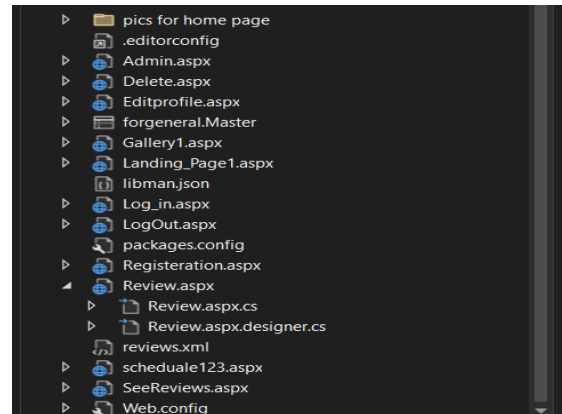 pics for home page
.editorconfig
Admin.aspx
Delete.aspx
Editprofile.aspx
forgeneral.Master
Gallery1.aspx
Landing_Page1.aspx
libman.json
Log_in.aspx
LogOut.aspx
packages.config
Registeration.aspx
Review.aspx
Review.aspx.cs
Review.aspx.designer.cs
reviews.xml
scheduale123.aspx
SeeReviews.aspx
Web.config